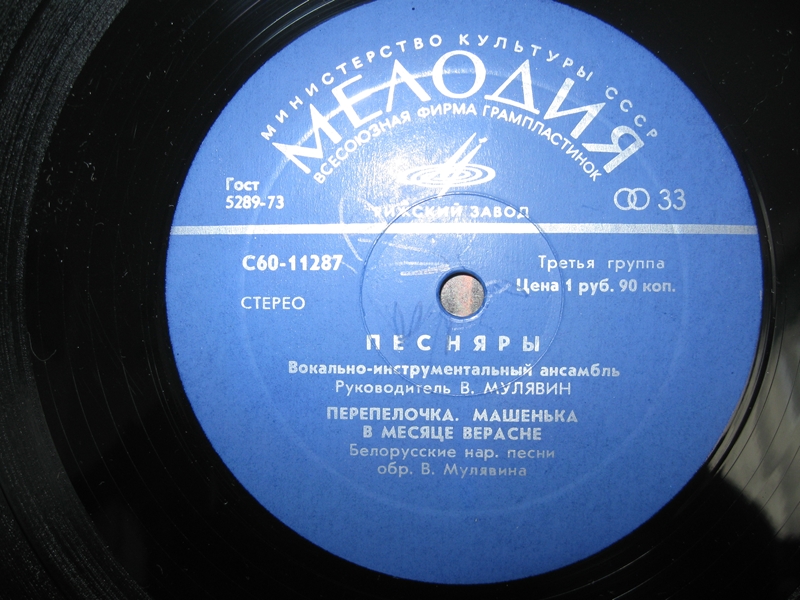 МИНИСТЕРСТВО КУЛЬТУРЫ СССР
МЕЛОДИЯ
ВСЕСОЮЗНАЯ ФИРМА ГРАМПЛАСТИНОК
Гост
5289-73
33
РИЖСКИЙ ЗАВОД
С60-11287
Третья группа
Цена 1 руб. 90 коп.
СТЕРЕО
ПЕСНЯРЫ
Вокально-инструментальный ансамбль
Руководитель В. МУЛЯВИН
ПЕРЕПЕЛОЧКА. МАШЕНЬКА
В МЕСЯЦЕ ВЕРАСНЕ
Белорусские нар. песни
обр. В. Мулявина